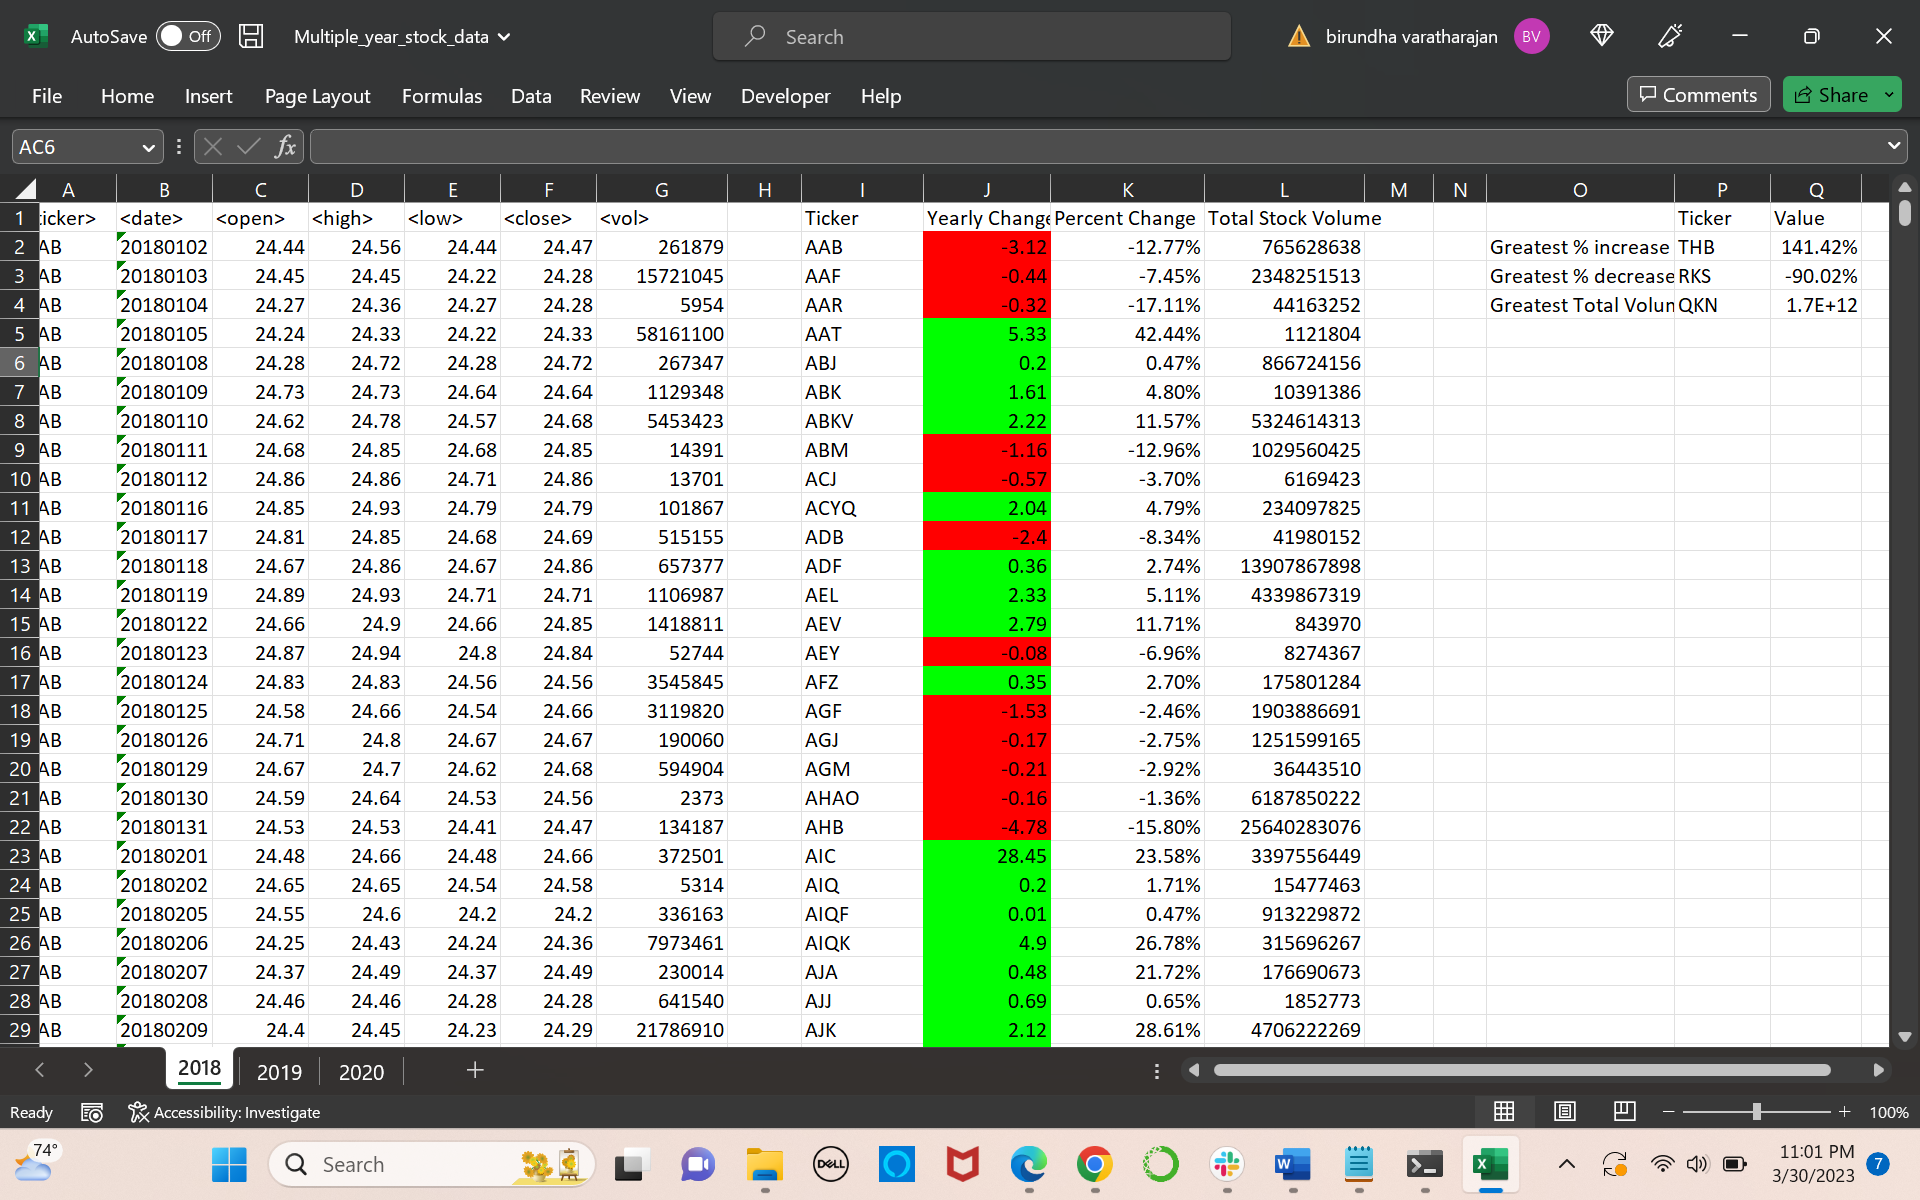 AutoSave Off Multiple_year_stock_data Search birundha varatharajan BV
File Home Insert Page Layout Formulas Data Review View Developer Help Comments Share
AC6 fx
A B C D E F G H I J K L M N O P Q
1 :icker> <date> <open> <high> <low> <close> <vol> Ticker Yearly Change Percent Change Total Stock Volume Ticker Value
2 AB 20180102 24.44 24.56 24.44 24.47 261879 AAB -3.12 -12.77% 765628638 Greatest % increase THB 141.42%
3 AB 20180103 24.45 24.45 24.22 24.28 15721045 AAF -0.44 -7.45% 2348251513 Greatest % decrease RKS -90.02%
4 AB 20180104 24.27 24.36 24.27 24.28 5954 AAR -0.32 -17.11% 44163252 Greatest Total Volun QKN 1.7E+12
5 AB 20180105 24.24 24.33 24.22 24.33 58161100 AAT 5.33 42.44% 1121804
6 AB 20180108 24.28 24.72 24.28 24.72 267347 ABJ 0.2 0.47% 866724156
7 AB 20180109 24.73 24.73 24.64 24.64 1129348 ABK 1.61 4.80% 10391386
8 AB 20180110 24.62 24.78 24.57 24.68 5453423 ABKV 2.22 11.57% 5324614313
9 AB 20180111 24.68 24.85 24.68 24.85 14391 ABM -1.16 -12.96% 1029560425
10 AB 20180112 24.86 24.86 24.71 24.86 13701 ACJ -0.57 -3.70% 6169423
11 AB 20180116 24.85 24.93 24.79 24.79 101867 ACYQ 2.04 4.79% 234097825
12 AB 20180117 24.81 24.85 24.68 24.69 515155 ADB -2.4 -8.34% 41980152
13 AB 20180118 24.67 24.86 24.67 24.86 657377 ADF 0.36 2.74% 13907867898
14 AB 20180119 24.89 24.93 24.71 24.71 1106987 AEL 2.33 5.11% 4339867319
15 AB 20180122 24.66 24.9 24.66 24.85 1418811 AEV 2.79 11.71% 843970
16 AB 20180123 24.87 24.94 24.8 24.84 52744 AEY -0.08 -6.96% 8274367
17 AB 20180124 24.83 24.83 24.56 24.56 3545845 AFZ 0.35 2.70% 175801284
18 AB 20180125 24.58 24.66 24.54 24.66 3119820 AGF -1.53 -2.46% 1903886691
19 AB 20180126 24.71 24.8 24.67 24.67 190060 AGJ -0.17 -2.75% 1251599165
20 AB 20180129 24.67 24.7 24.62 24.68 594904 AGM -0.21 -2.92% 36443510
21 AB 20180130 24.59 24.64 24.53 24.56 2373 AHAO -0.16 -1.36% 6187850222
22 AB 20180131 24.53 24.53 24.41 24.47 134187 AHB -4.78 -15.80% 25640283076
23 AB 20180201 24.48 24.66 24.48 24.66 372501 AIC 28.45 23.58% 3397556449
24 AB 20180202 24.65 24.65 24.54 24.58 5314 AIQ 0.2 1.71% 15477463
25 AB 20180205 24.55 24.6 24.2 24.2 336163 AIQF 0.01 0.47% 913229872
26 AB 20180206 24.25 24.43 24.24 24.36 7973461 AIQK 4.9 26.78% 315696267
27 AB 20180207 24.37 24.49 24.37 24.49 230014 AJA 0.48 21.72% 176690673
28 AB 20180208 24.46 24.46 24.28 24.28 641540 AJJ 0.69 0.65% 1852773
29 AB 20180209 24.4 24.45 24.23 24.29 21786910 AJK 2.12 28.61% 4706222269
2018 2019 2020
Ready Accessibility: Investigate 100%
74° Search DELL 11:01 PM
3/30/2023 7